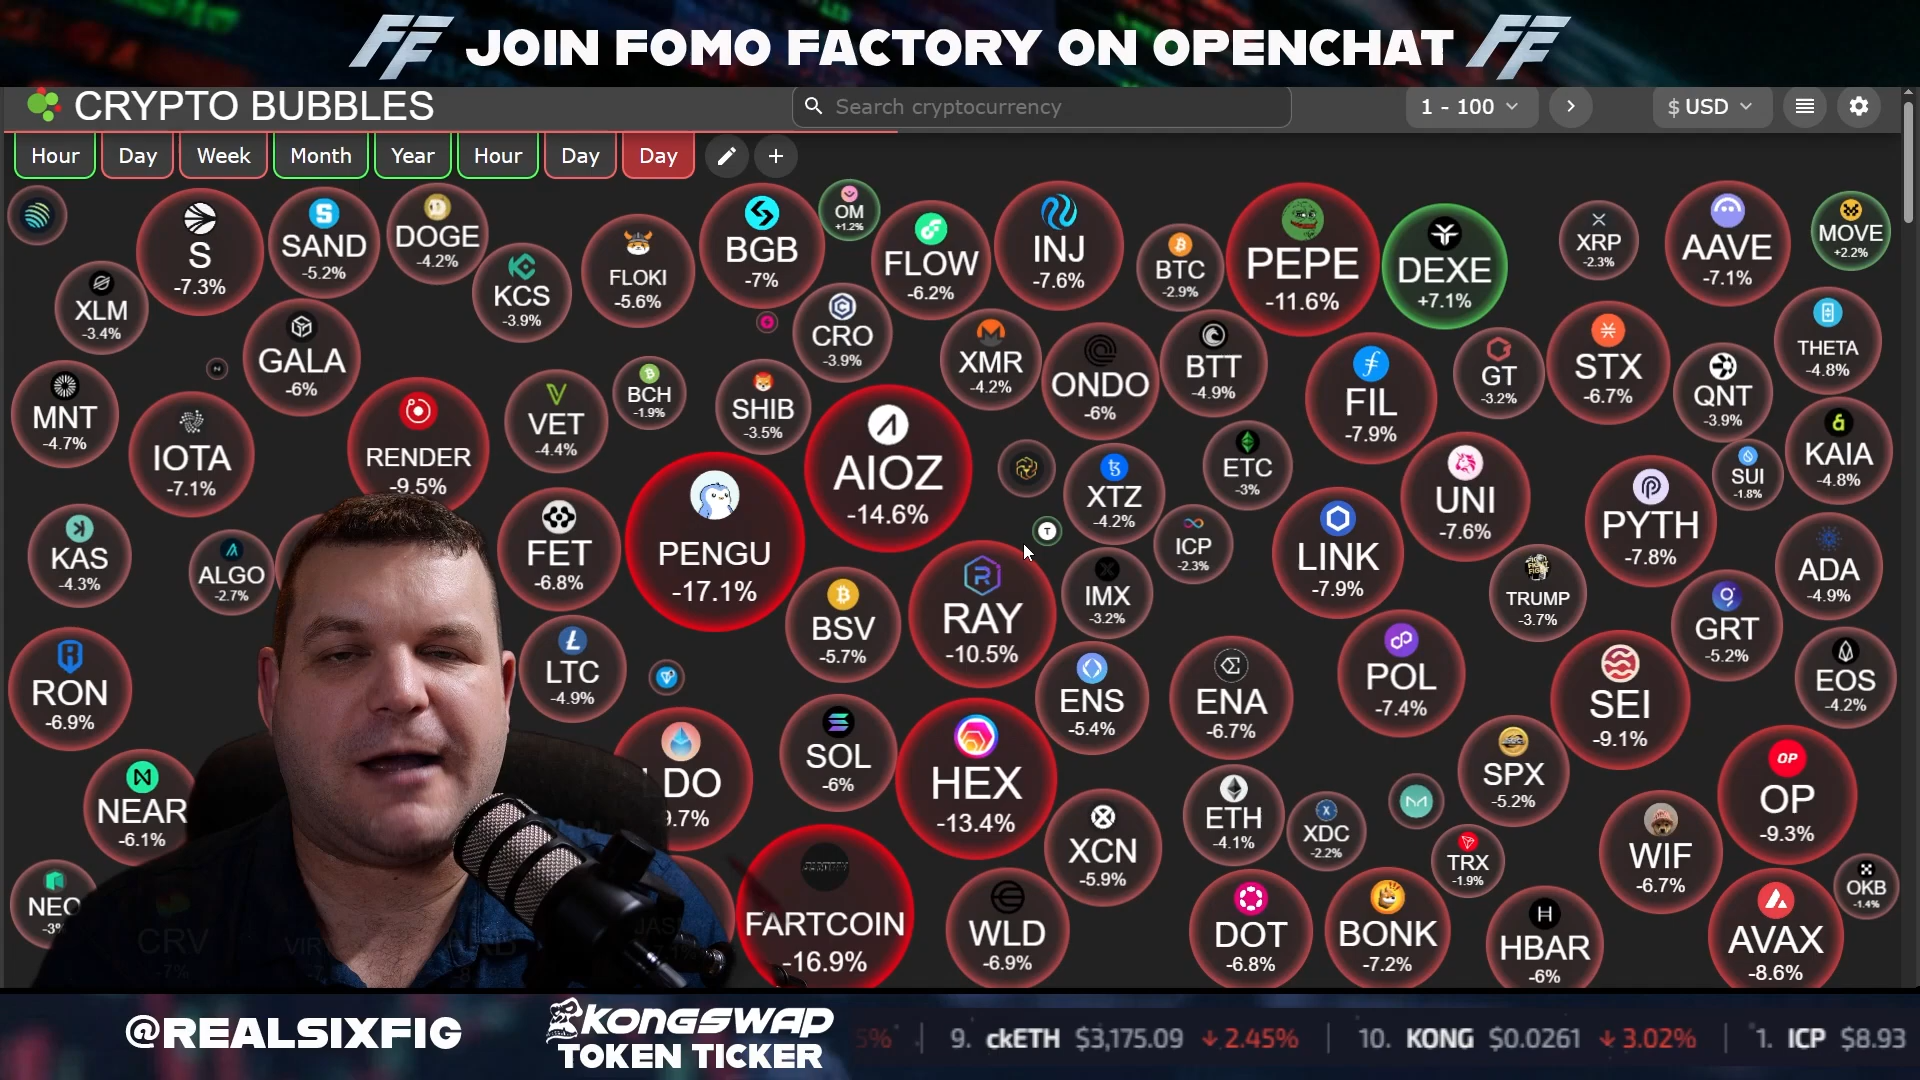 FF JOIN FOMO FACTORY ON OPENCHAT FF
CRYPTO BUBBLES
Search cryptocurrency
1 - 100
$ USD
Hour
Day
Week
Month
Year
Hour
Day
Day
S
-7.3%
SAND
-5.2%
DOGE
-4.2%
KCS
-3.9%
FLOKI
-5.6%
BGB
-7%
OM
+1.2%
FLOW
-6.2%
INJ
-7.6%
BTC
-2.9%
PEPE
-11.6%
DEXE
+7.1%
XRP
-2.3%
AAVE
-7.1%
MOVE
+2.2%
XLM
-3.4%
GALA
-6%
CRO
-3.9%
XMR
-4.2%
ONDO
-6%
BTT
-4.9%
FIL
-7.9%
GT
-3.2%
STX
-6.7%
QNT
-3.9%
THETA
-4.8%
MNT
-4.7%
IOTA
-7.1%
RENDER
-9.5%
VET
-4.4%
BCH
-1.9%
SHIB
-3.5%
AIOZ
-14.6%
XTZ
-4.2%
ETC
-3%
UNI
-7.6%
PYTH
-7.8%
SUI
-1.8%
KAIA
-4.8%
KAS
-4.3%
ALGO
-2.7%
FET
-6.8%
PENGU
-17.1%
BSV
-5.7%
RAY
-10.5%
IMX
-3.2%
ICP
-2.3%
LINK
-7.9%
TRUMP
-3.7%
GRT
-5.2%
ADA
-4.9%
RON
-6.9%
LTC
-4.9%
ENS
-5.4%
ENA
-6.7%
POL
-7.4%
SEI
-9.1%
EOS
-4.2%
NEAR
-6.1%
LDO
9.7%
SOL
-6%
HEX
-13.4%
XCN
-5.9%
ETH
-4.1%
XDC
-2.2%
SPX
-5.2%
TRX
-1.9%
WIF
-6.7%
OP
OP
-9.3%
OKB
-1.4%
NEO
-3%
CRV
-7%
FARTCOIN
-16.9%
WLD
-6.9%
DOT
-6.8%
BONK
-7.2%
HBAR
-6%
AVAX
-8.6%
@REALSIXFIG
KONGSWAP
TOKEN TICKER
5% | 9. ckETH $3,175.09 ↓ 2.45% | 10. KONG $0.0261 ↓ 3.02% | 1. ICP $8.93